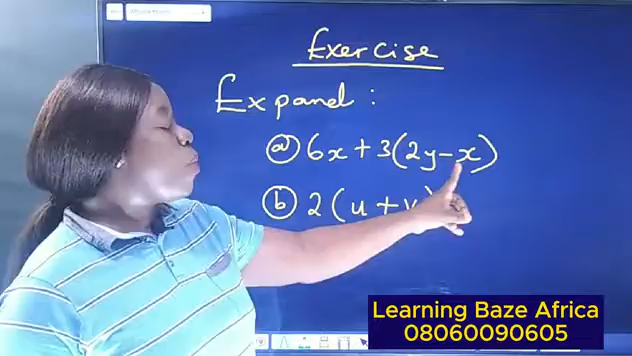 Exercise
Expand :
(a) 6x + 3(2y - x)
(b) 2(u + v)
Learning Baze Africa
08060090605